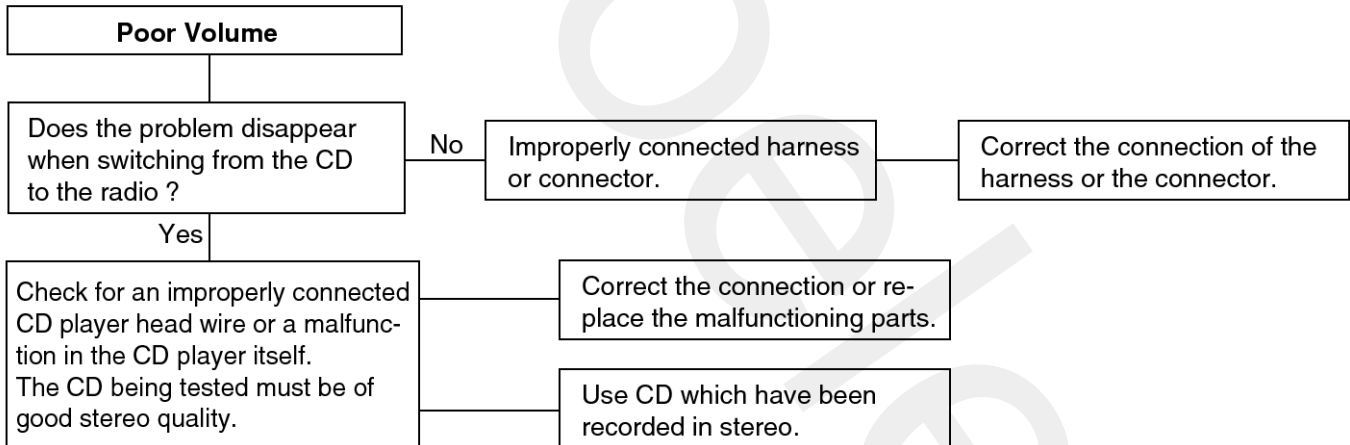 Poor Volume
Does the problem disappear
when switching from the CD
to the radio ?
No
Improperly connected harness
or connector.
Correct the connection of the
harness or the connector.
Yes
Check for an improperly connected
CD player head wire or a malfunc-
tion in the CD player itself.
The CD being tested must be of
good stereo quality.
Correct the connection or re-
place the malfunctioning parts.
Use CD which have been
recorded in stereo.